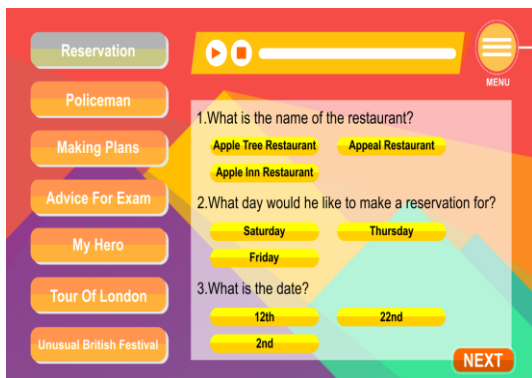 Reservation
Policeman
Making Plans
Advice For Exam
My Hero
Tour Of London
Unusual British Festival
MENU
1.What is the name of the restaurant?
Apple Tree Restaurant Appeal Restaurant
Apple Inn Restaurant
2.What day would he like to make a reservation for?
Saturday Thursday
Friday
3.What is the date?
12th 22nd
2nd
NEXT